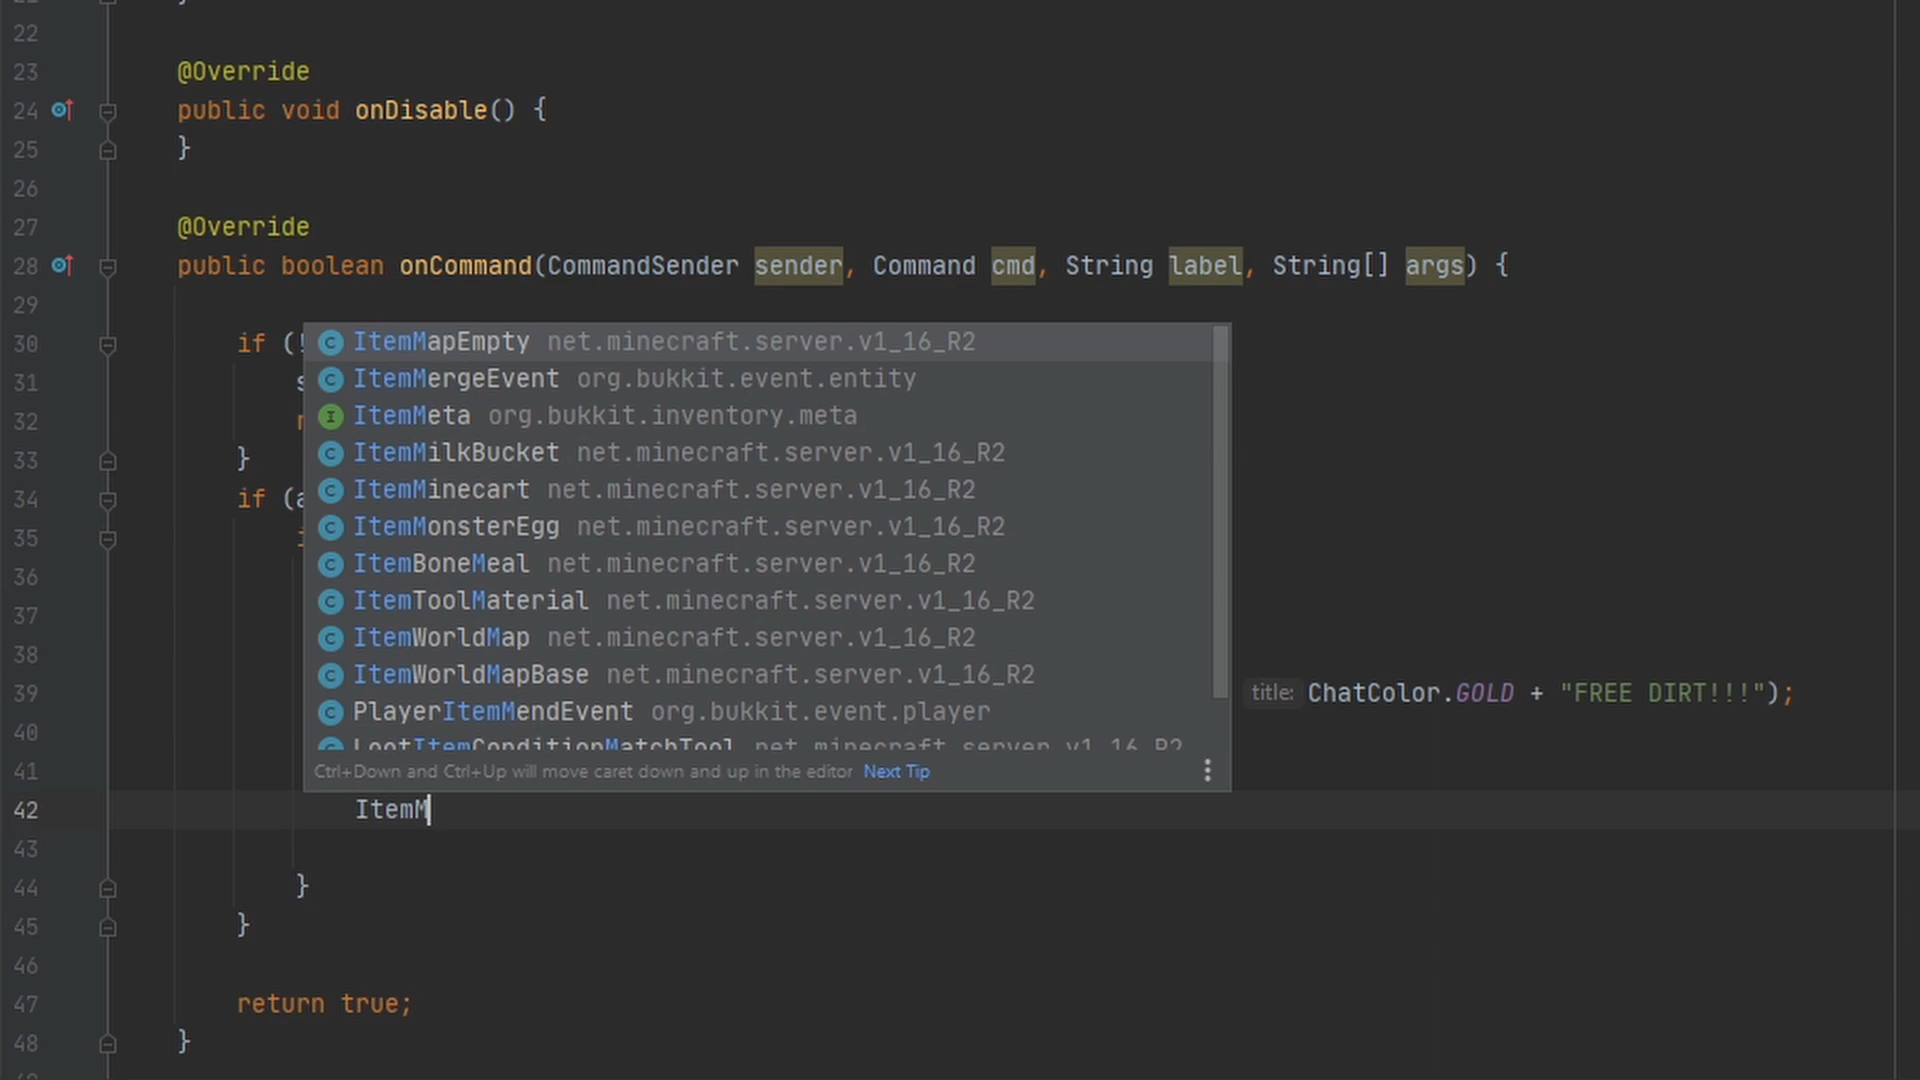 22
23 @Override
24 public void onDisable() {
25 }
26
27 @Override
28 public boolean onCommand(CommandSender sender, Command cmd, String label, String[] args) {
29
30 if (!
31
32
33 }
34 if (a
35
36
37
38
39 title: ChatColor.GOLD + "FREE DIRT!!!");
40
41
42 ItemM
43
44 }
45 }
46
47 return true;
48 }
ItemMapEmpty net.minecraft.server.v1_16_R2
ItemMergeEvent org.bukkit.event.entity
ItemMeta org.bukkit.inventory.meta
ItemMilkBucket net.minecraft.server.v1_16_R2
ItemMinecart net.minecraft.server.v1_16_R2
ItemMonsterEgg net.minecraft.server.v1_16_R2
ItemBoneMeal net.minecraft.server.v1_16_R2
ItemToolMaterial net.minecraft.server.v1_16_R2
ItemWorldMap net.minecraft.server.v1_16_R2
ItemWorldMapBase net.minecraft.server.v1_16_R2
PlayerItemMendEvent org.bukkit.event.player
LootItemConditionMatchTool net.minecraft.server.v1_16_R2
Ctrl+Down and Ctrl+Up will move caret down and up in the editor Next Tip